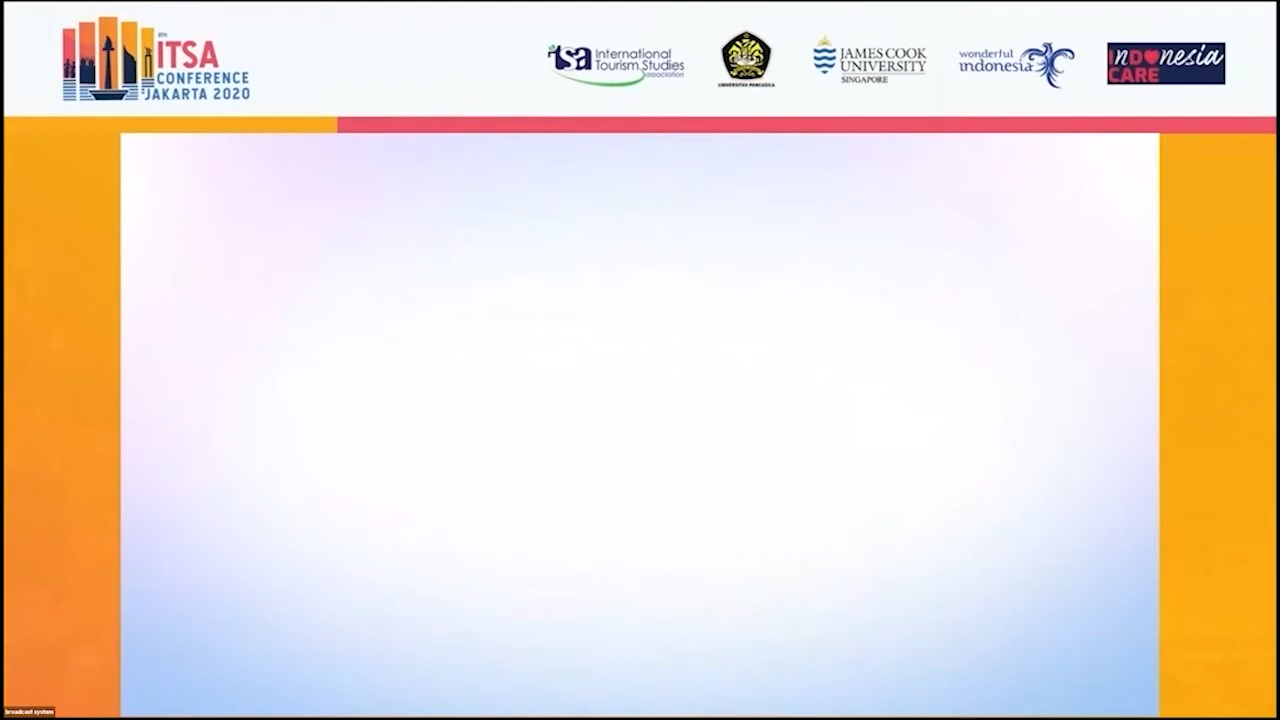 8TH
ITSA
CONFERENCE
JAKARTA 2020
itsa International
Tourism Studies
association
UNIVERSITAS PANCASILA
JAMES COOK
UNIVERSITY
SINGAPORE
wonderful
indonesia
INDONesia
CARE
broadcast system